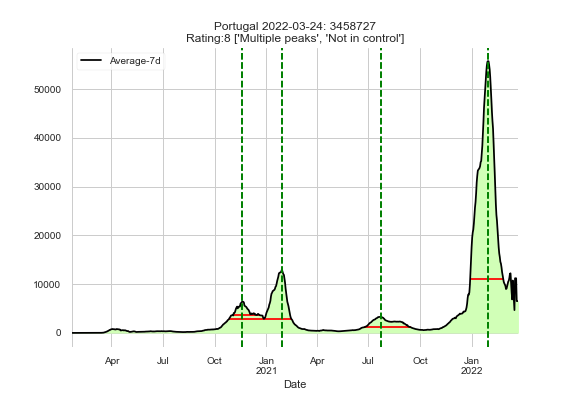 Portugal 2022-03-24: 3458727
Rating:8 ['Multiple peaks', 'Not in control']
Average-7d
50000
40000
30000
20000
10000
0
Apr Jul Oct Jan Apr Jul Oct Jan
2021 2022
Date